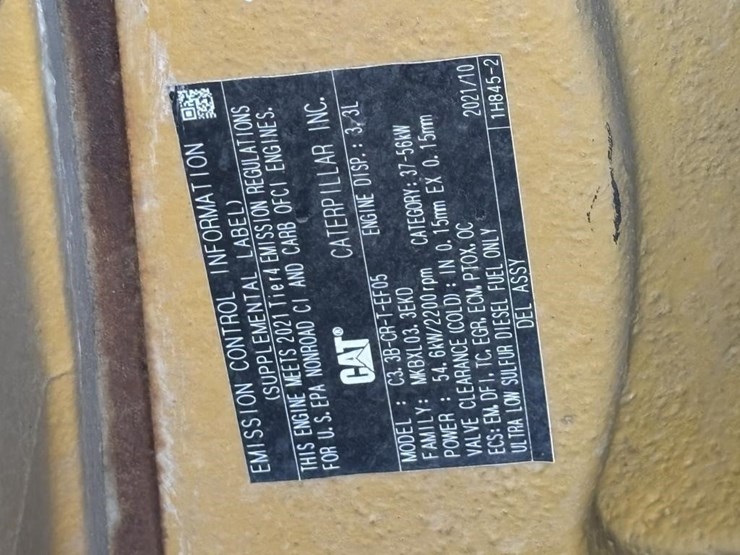 EMISSION CONTROL INFORMATION
(SUPPLEMENTAL LABEL)
THIS ENGINE MEETS 2021 Tier4 EMISSION REGULATIONS
FOR U.S. EPA NONROAD CI AND CARB OFCI ENGINES.
CAT® CATERPILLAR INC.
MODEL : C3.3B-CR-T-EF05 ENGINE DISP. : 3.3L
FAMILY: MKBXL03.3EKD CATEGORY: 37-56kW
POWER : 54.6kW/2200rpm
VALVE CLEARANCE (COLD) : IN 0.15mm EX 0.15mm
ECS: EM, DFI, TC, EGR, ECM, PTOX, OC 2021/10
ULTRA LOW SULFUR DIESEL FUEL ONLY 1H845-2
DEL ASSY